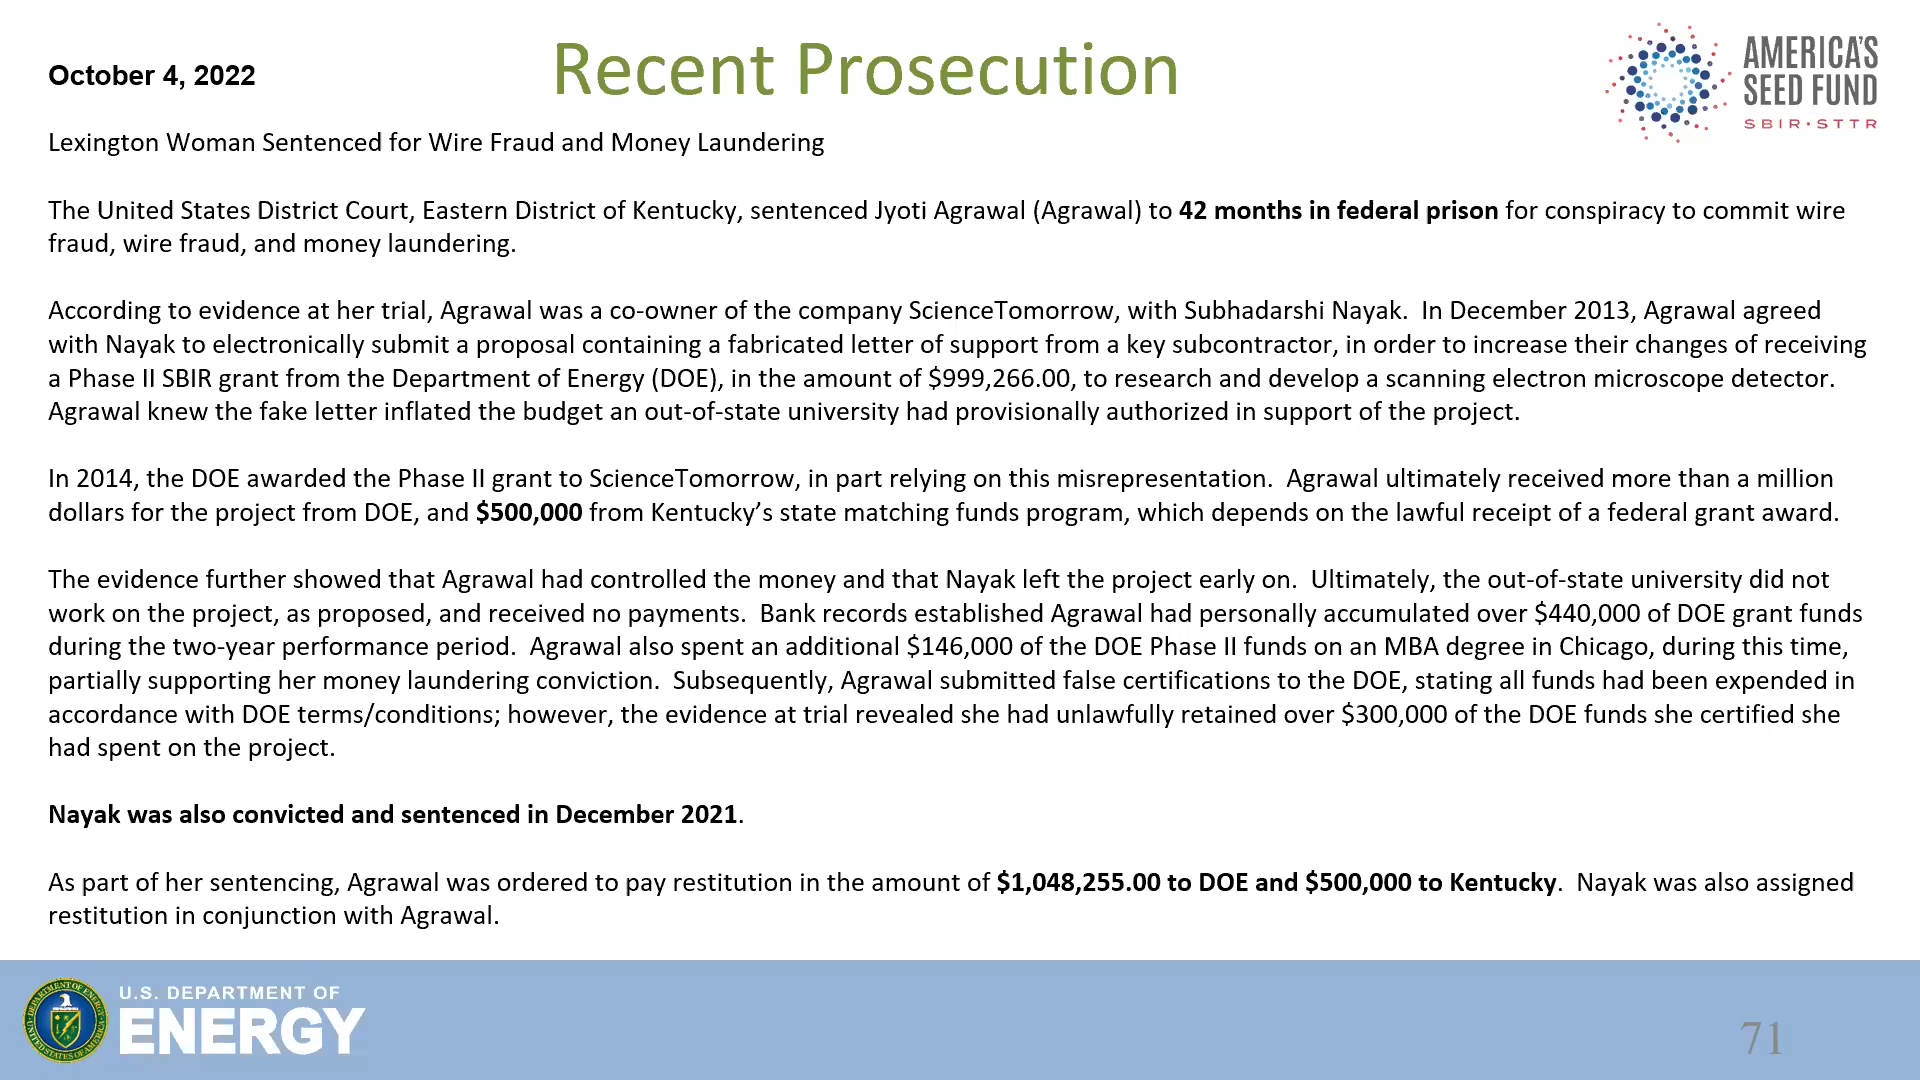 October 4, 2022
Recent Prosecution
AMERICA'S
SEED FUND
SBIR·STTR
Lexington Woman Sentenced for Wire Fraud and Money Laundering
The United States District Court, Eastern District of Kentucky, sentenced Jyoti Agrawal (Agrawal) to 42 months in federal prison for conspiracy to commit wire
fraud, wire fraud, and money laundering.
According to evidence at her trial, Agrawal was a co-owner of the company ScienceTomorrow, with Subhadarshi Nayak.  In December 2013, Agrawal agreed
with Nayak to electronically submit a proposal containing a fabricated letter of support from a key subcontractor, in order to increase their changes of receiving
a Phase II SBIR grant from the Department of Energy (DOE), in the amount of $999,266.00, to research and develop a scanning electron microscope detector.
Agrawal knew the fake letter inflated the budget an out-of-state university had provisionally authorized in support of the project.
In 2014, the DOE awarded the Phase II grant to ScienceTomorrow, in part relying on this misrepresentation.  Agrawal ultimately received more than a million
dollars for the project from DOE, and $500,000 from Kentucky’s state matching funds program, which depends on the lawful receipt of a federal grant award.
The evidence further showed that Agrawal had controlled the money and that Nayak left the project early on.  Ultimately, the out-of-state university did not
work on the project, as proposed, and received no payments.  Bank records established Agrawal had personally accumulated over $440,000 of DOE grant funds
during the two-year performance period.  Agrawal also spent an additional $146,000 of the DOE Phase II funds on an MBA degree in Chicago, during this time,
partially supporting her money laundering conviction.  Subsequently, Agrawal submitted false certifications to the DOE, stating all funds had been expended in
accordance with DOE terms/conditions; however, the evidence at trial revealed she had unlawfully retained over $300,000 of the DOE funds she certified she
had spent on the project.
Nayak was also convicted and sentenced in December 2021.
As part of her sentencing, Agrawal was ordered to pay restitution in the amount of $1,048,255.00 to DOE and $500,000 to Kentucky.  Nayak was also assigned
restitution in conjunction with Agrawal.
U.S. DEPARTMENT OF
ENERGY
71